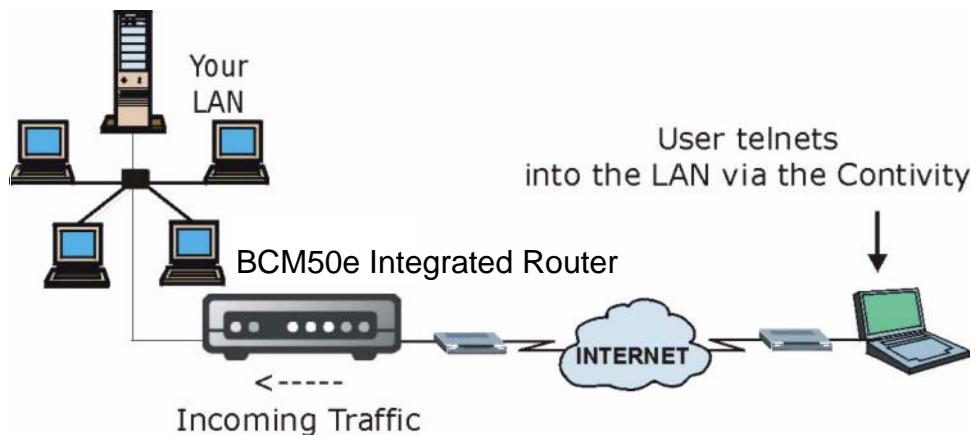 Your
LAN
User telnets
into the LAN via the Contivity
BCM50e Integrated Router
INTERNET
<-----
Incoming Traffic